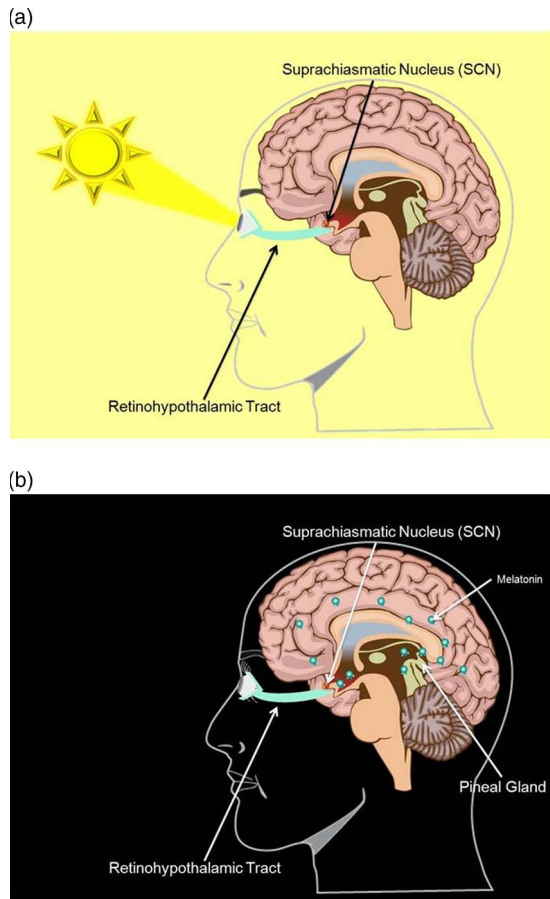 (a)
Suprachiasmatic Nucleus (SCN)
Retinohypothalamic Tract
(b)
Suprachiasmatic Nucleus (SCN)
Melatonin
Pineal Gland
Retinohypothalamic Tract